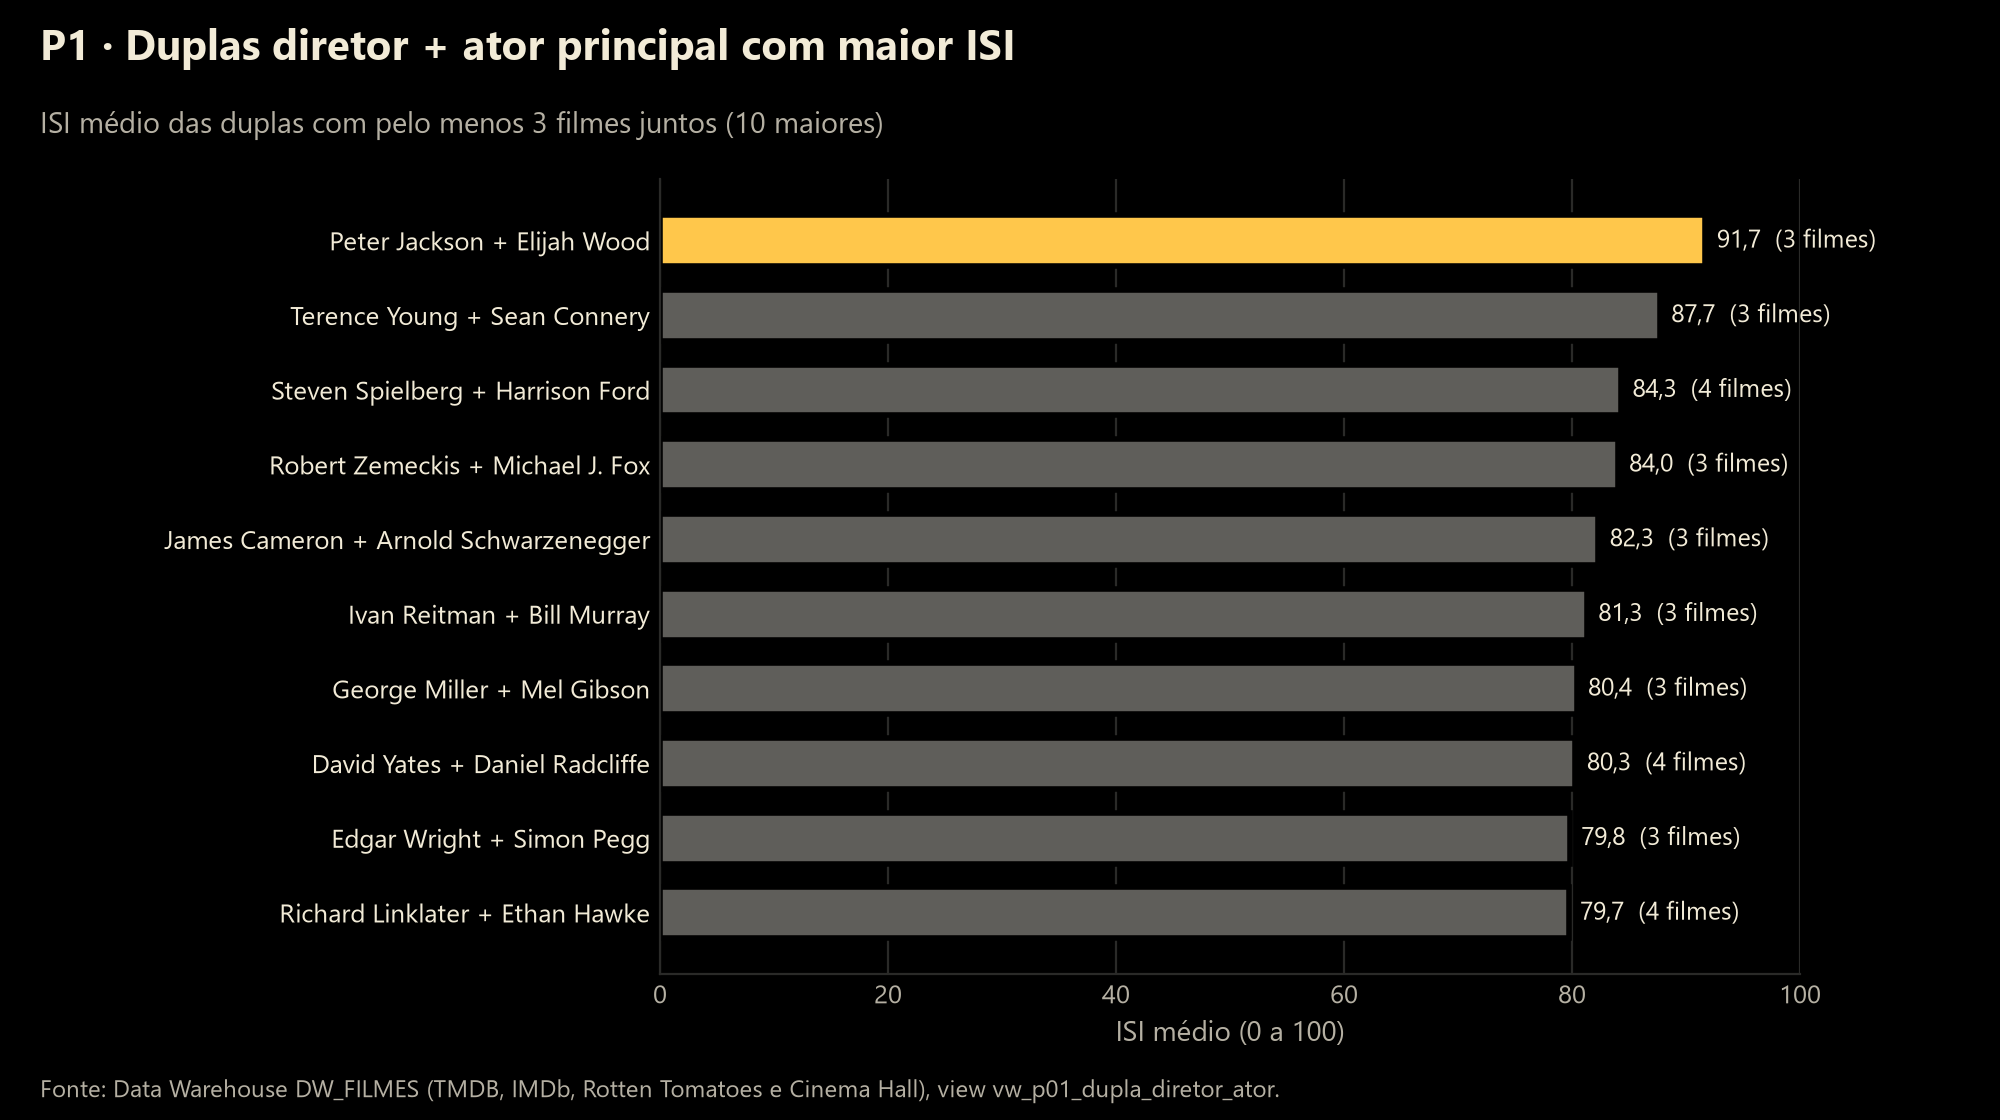 P1 · Duplas diretor + ator principal com maior ISI
ISI médio das duplas com pelo menos 3 filmes juntos (10 maiores)
Peter Jackson + Elijah Wood 91,7 (3 filmes)
Terence Young + Sean Connery 87,7 (3 filmes)
Steven Spielberg + Harrison Ford 84,3 (4 filmes)
Robert Zemeckis + Michael J. Fox 84,0 (3 filmes)
James Cameron + Arnold Schwarzenegger 82,3 (3 filmes)
Ivan Reitman + Bill Murray 81,3 (3 filmes)
George Miller + Mel Gibson 80,4 (3 filmes)
David Yates + Daniel Radcliffe 80,3 (4 filmes)
Edgar Wright + Simon Pegg 79,8 (3 filmes)
Richard Linklater + Ethan Hawke 79,7 (4 filmes)
0 20 40 60 80 100
ISI médio (0 a 100)
Fonte: Data Warehouse DW_FILMES (TMDB, IMDb, Rotten Tomatoes e Cinema Hall), view vw_p01_dupla_diretor_ator.